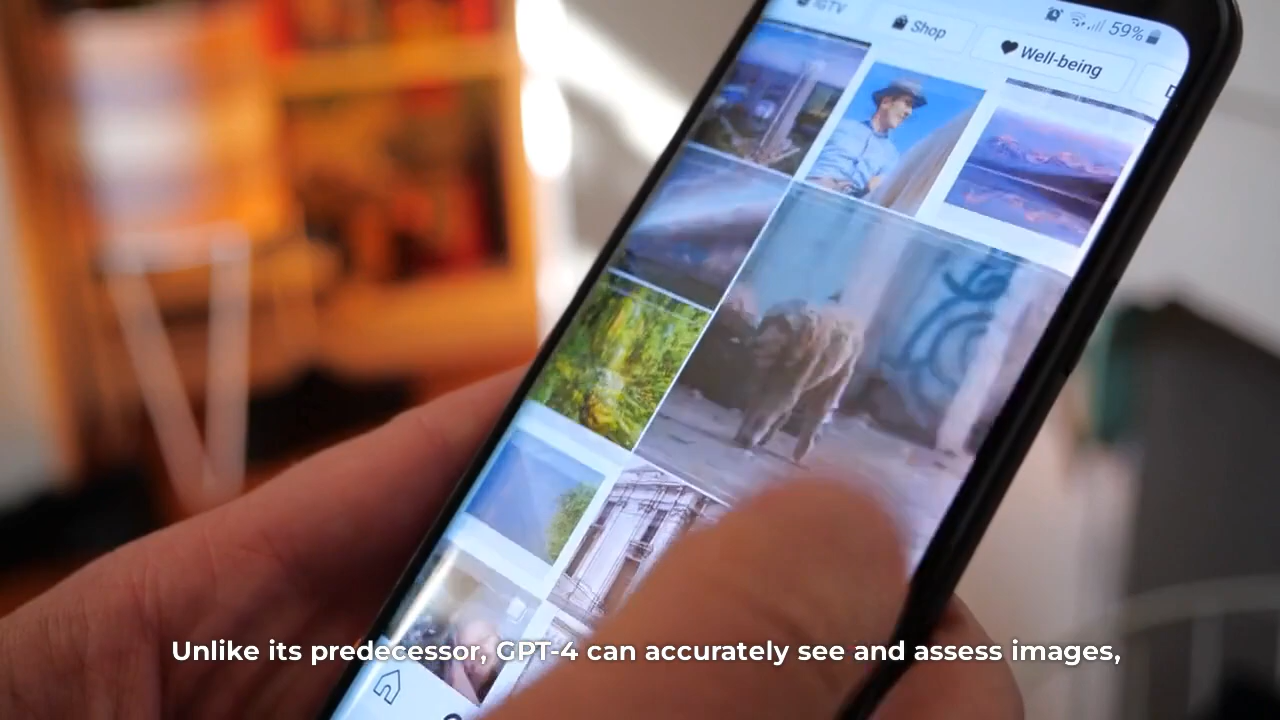 IGTV
Shop
Well-being
59%
Unlike its predecessor, GPT-4 can accurately see and assess images,